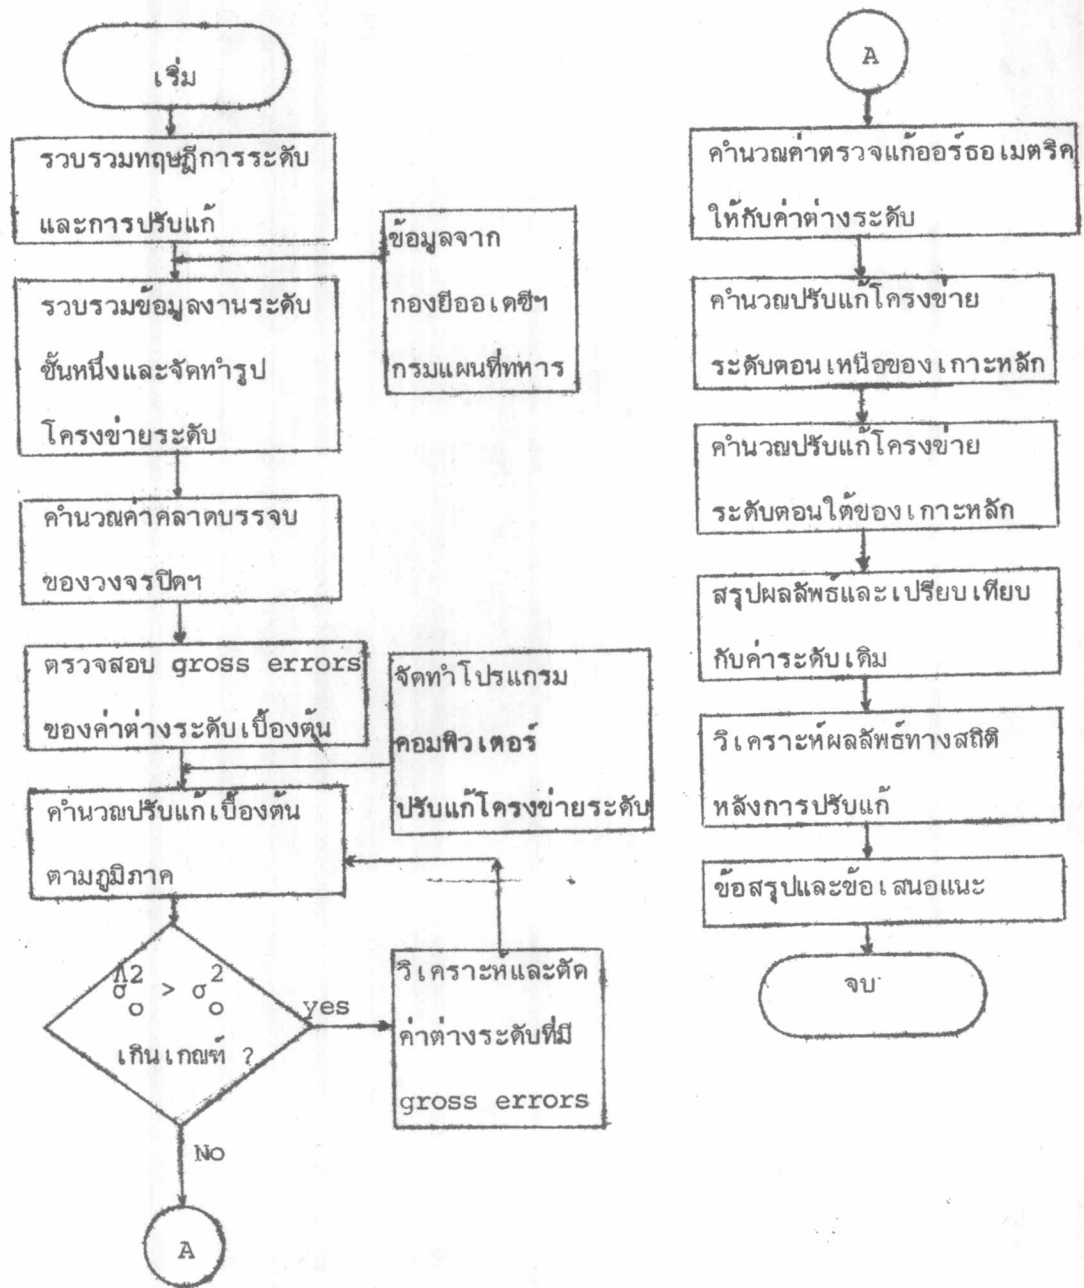 เริ่ม
รวบรวมทฤษฎีการระดับ
และการปรับแก้
ข้อมูลจาก
กองยีออเดซีฯ
กรมแผนที่ทหาร
รวบรวมข้อมูลงานระดับ
ชั้นหนึ่งและจัดทำรูป
โครงข่ายระดับ
คำนวณค่าคลาดบรรจบ
ของวงจรปิดฯ
ตรวจสอบ gross errors
ของค่าต่างระดับเบื้องต้น
จัดทำโปรแกรม
คอมพิวเตอร์
ปรับแก้โครงข่ายระดับ
คำนวณปรับแก้เบื้องต้น
ตามภูมิภาค
σ̂₀² > σ₀²
เกินเกณฑ์ ?
yes
วิเคราะห์และตัด
ค่าต่างระดับที่มี
gross errors
No
A
A
คำนวณค่าตรวจแก้ออร์ธอเมตริค
ให้กับค่าต่างระดับ
คำนวณปรับแก้โครงข่าย
ระดับตอนเหนือของเกาะหลัก
คำนวณปรับแก้โครงข่าย
ระดับตอนใต้ของเกาะหลัก
สรุปผลลัพธ์และเปรียบเทียบ
กับค่าระดับเดิม
วิเคราะห์ผลลัพธ์ทางสถิติ
หลังการปรับแก้
ข้อสรุปและข้อเสนอแนะ
จบ